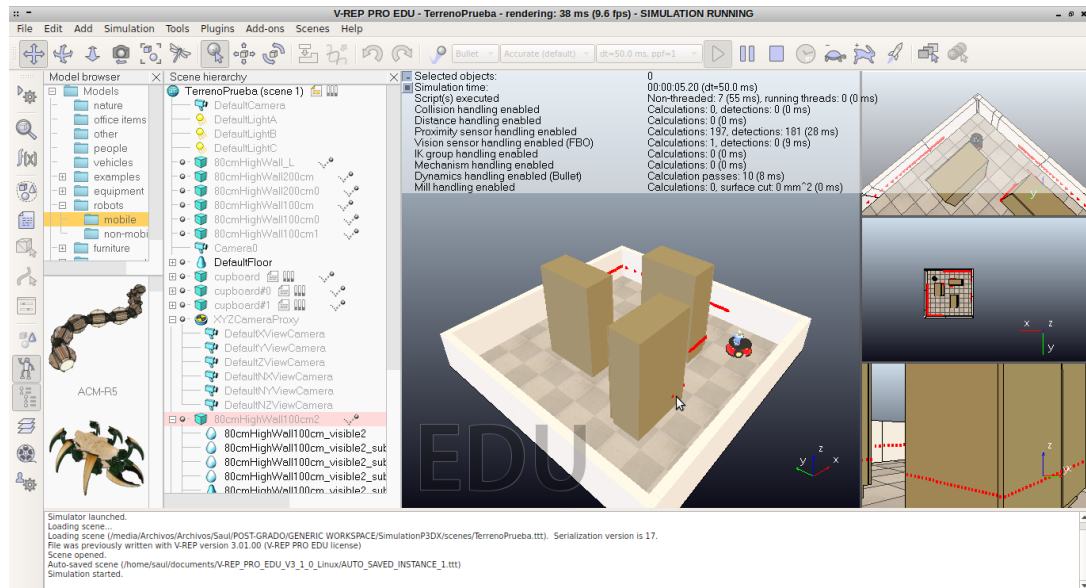 V-REP PRO EDU - TerrenoPrueba - rendering: 38 ms (9.6 fps) - SIMULATION RUNNING
File Edit Add Simulation Tools Plugins Add-ons Scenes Help
Bullet Accurate (default) dt=50.0 ms, ppf=1
Model browser
Models
nature
office items
other
people
vehicles
examples
equipment
robots
mobile
non-mobi
furniture
ACM-R5
Scene hierarchy
TerrenoPrueba (scene 1)
DefaultCamera
DefaultLightA
DefaultLightB
DefaultLightC
80cmHighWall_L
80cmHighWall200cm
80cmHighWall200cm0
80cmHighWall100cm
80cmHighWall100cm0
80cmHighWall100cm1
Camera0
DefaultFloor
cupboard
cupboard#0
cupboard#1
XYZCameraProxy
DefaultXViewCamera
DefaultYViewCamera
DefaultZViewCamera
DefaultNXViewCamera
DefaultNYViewCamera
DefaultNZViewCamera
80cmHighWall100cm2
80cmHighWall100cm_visible2
80cmHighWall100cm_visible2_sub
80cmHighWall100cm_visible2_sub
80cmHighWall100cm_visible2_sub
80cmHighWall100cm_visible2_sub
Selected objects: 0
Simulation time: 00:00:05.20 (dt=50.0 ms)
Script(s) executed Non-threaded: 7 (55 ms), running threads: 0 (0 ms)
Collision handling enabled Calculations: 0, detections: 0 (0 ms)
Distance handling enabled Calculations: 0 (0 ms)
Proximity sensor handling enabled Calculations: 197, detections: 181 (28 ms)
Vision sensor handling enabled (FBO) Calculations: 1, detections: 0 (9 ms)
IK group handling enabled Calculations: 0 (0 ms)
Mechanism handling enabled Calculations: 0 (0 ms)
Dynamics handling enabled (Bullet) Calculation passes: 10 (8 ms)
Mill handling enabled Calculations: 0, surface cut: 0 mm^2 (0 ms)
EDU
z
y x
y
x z
y
z
Simulator launched.
Loading scene...
Loading scene (/media/Archivos/Archivos/Saul/POST-GRADO/GENERIC WORKSPACE/SimulationP3DX/scenes/TerrenoPrueba.ttt). Serialization version is 17.
File was previously written with V-REP version 3.01.00 (V-REP PRO EDU license)
Scene opened.
Auto-saved scene (/home/saul/documents/V-REP_PRO_EDU_V3_1_0_Linux/AUTO_SAVED_INSTANCE_1.ttt)
Simulation started.